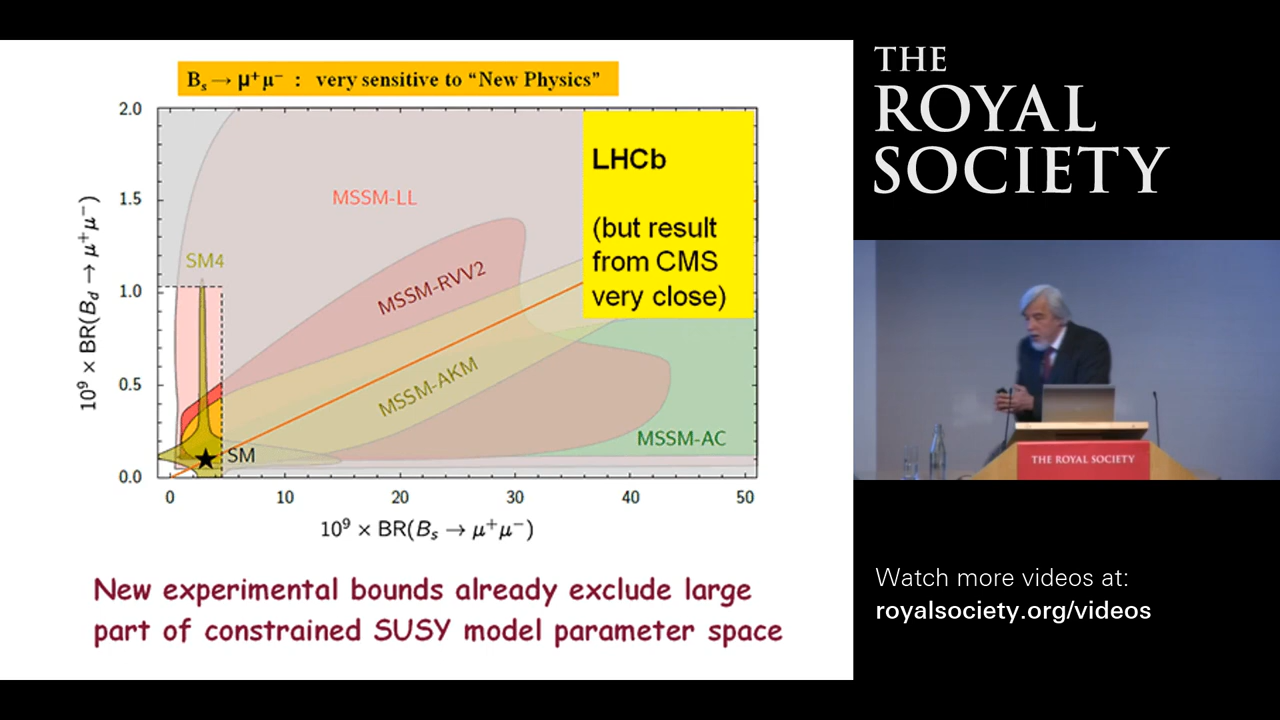 B_s → μ⁺μ⁻ : very sensitive to “New Physics”
2.0
1.5
1.0
0.5
0.0
10⁹ × BR(B_d → μ⁺μ⁻)
LHCb
(but result
from CMS
very close)
MSSM-LL
SM4
MSSM-RVV2
MSSM-AKM
MSSM-AC
SM
0 10 20 30 40 50
10⁹ × BR(B_s → μ⁺μ⁻)
New experimental bounds already exclude large
part of constrained SUSY model parameter space
THE
ROYAL
SOCIETY
THE ROYAL SOCIETY
Watch more videos at:
royalsociety.org/videos